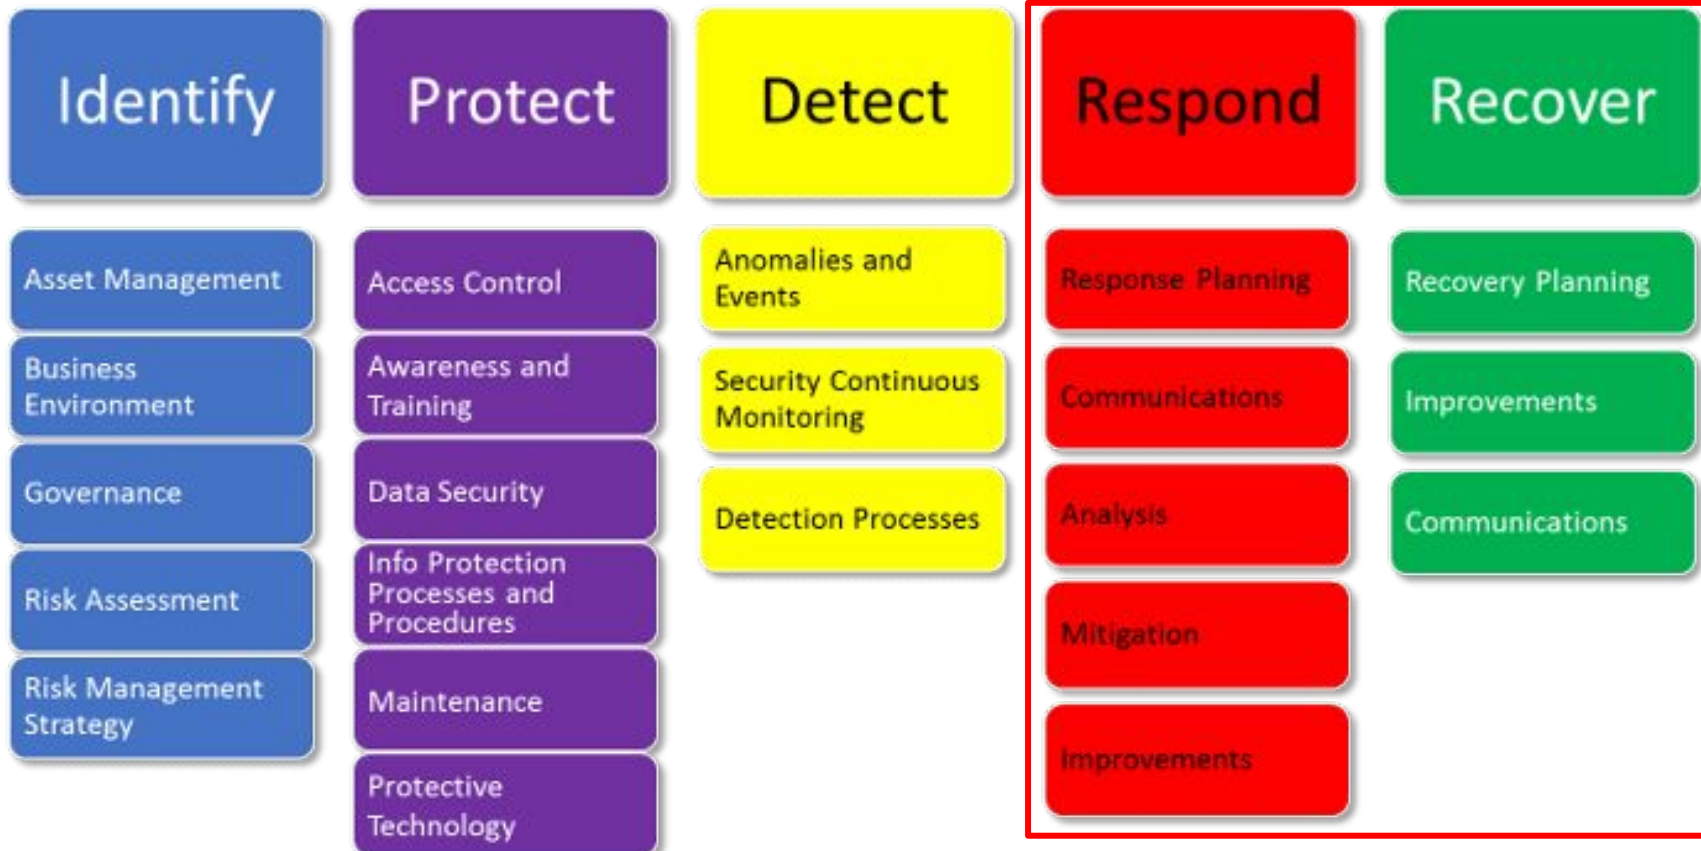 Identify
Asset Management
Business
Environment
Governance
Risk Assessment
Risk Management
Strategy
Protect
Access Control
Awareness and
Training
Data Security
Info Protection
Processes and
Procedures
Maintenance
Protective
Technology
Detect
Anomalies and
Events
Security Continuous
Monitoring
Detection Processes
Respond
Response Planning
Communications
Analysis
Mitigation
Improvements
Recover
Recovery Planning
Improvements
Communications